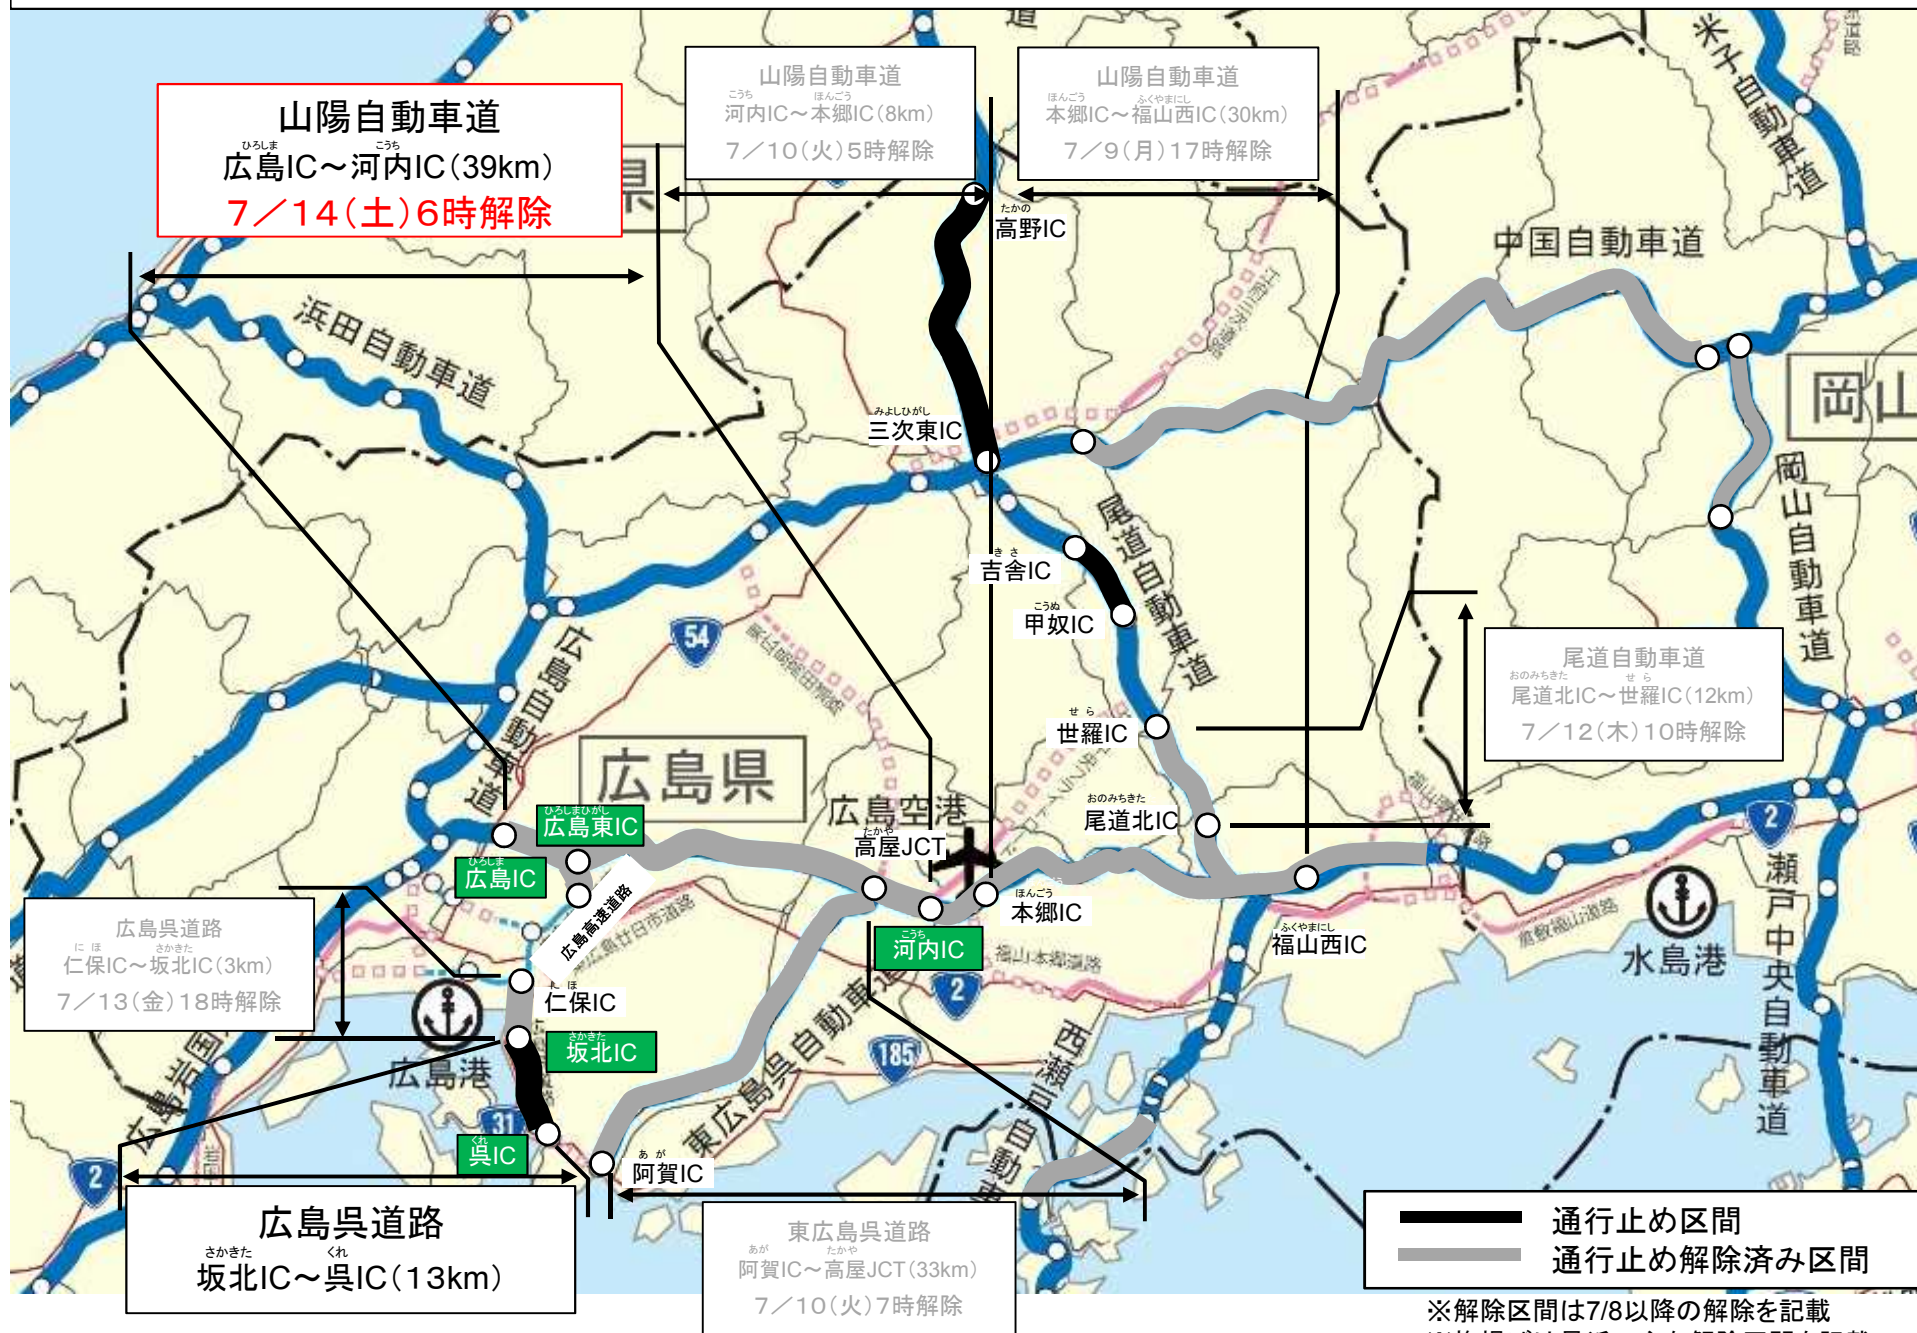 山陽自動車道
ひろしま こうち
広島IC～河内IC(39km)
7／14(土)6時解除
山陽自動車道
こうち ほんごう
河内IC～本郷IC(8km)
7／10(火)5時解除
山陽自動車道
ほんごう ふくやまにし
本郷IC～福山西IC(30km)
7／9(月)17時解除
県
道
米子自動車道
たかの
高野IC
中国自動車道
浜田自動車道
みよしひがし
三次東IC
岡山
岡山自動車道
尾道自動車道
きさ
吉舎IC
こうぬ
甲奴IC
54
広島自動車道
せら
世羅IC
尾道自動車道
おのみちきた せら
尾道北IC～世羅IC(12km)
7／12(木)10時解除
広島県
広島空港
たかや
高屋JCT
おのみちきた
尾道北IC
ひろしまひがし
広島東IC
ひろしま
広島IC
広島高速道路
ほんごう
本郷IC
こうち
河内IC
ふくやまにし
福山西IC
福山本郷道路
倉敷福山道路
2
水島港
瀬戸中央自動車道
広島呉道路
にほ さかきた
仁保IC～坂北IC(3km)
7／13(金)18時解除
にほ
仁保IC
さかきた
坂北IC
広島港
広島岩国
2
185
31
東広島呉自動車道
西瀬戸自動車
くれ
呉IC
あが
阿賀IC
2
広島呉道路
さかきた くれ
坂北IC～呉IC(13km)
東広島呉道路
あが たかや
阿賀IC～高屋JCT(33km)
7／10(火)7時解除
通行止め区間
通行止め解除済み区間
※解除区間は7/8以降の解除を記載